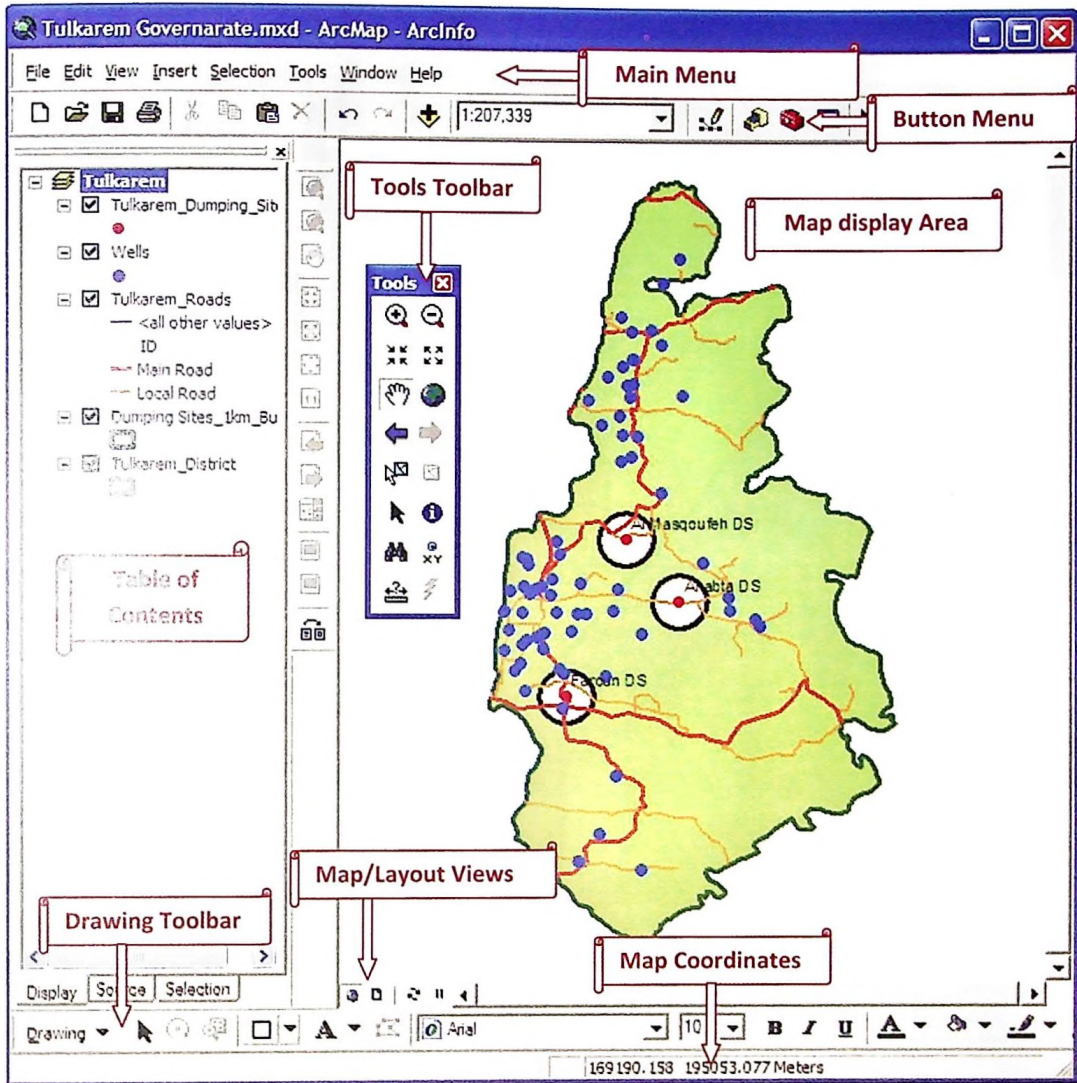 Tulkarem Governarate.mxd - ArcMap - ArcInfo
File Edit View Insert Selection Tools Window Help
Main Menu
1:207,339
Button Menu
Tulkarem
Tulkarem_Dumping_Sit
Wells
Tulkarem_Roads
<all other values>
ID
Main Road
Local Road
Dumping Sites_1km_Bu
Tulkarem_District
Table of
Contents
Tools Toolbar
Tools
XY
Map display Area
Al Masqoufeh DS
Anabta DS
Faroun DS
Map/Layout Views
Drawing Toolbar
Map Coordinates
Display Source Selection
Drawing A Arial 10 B I U A
169190.158 195053.077 Meters